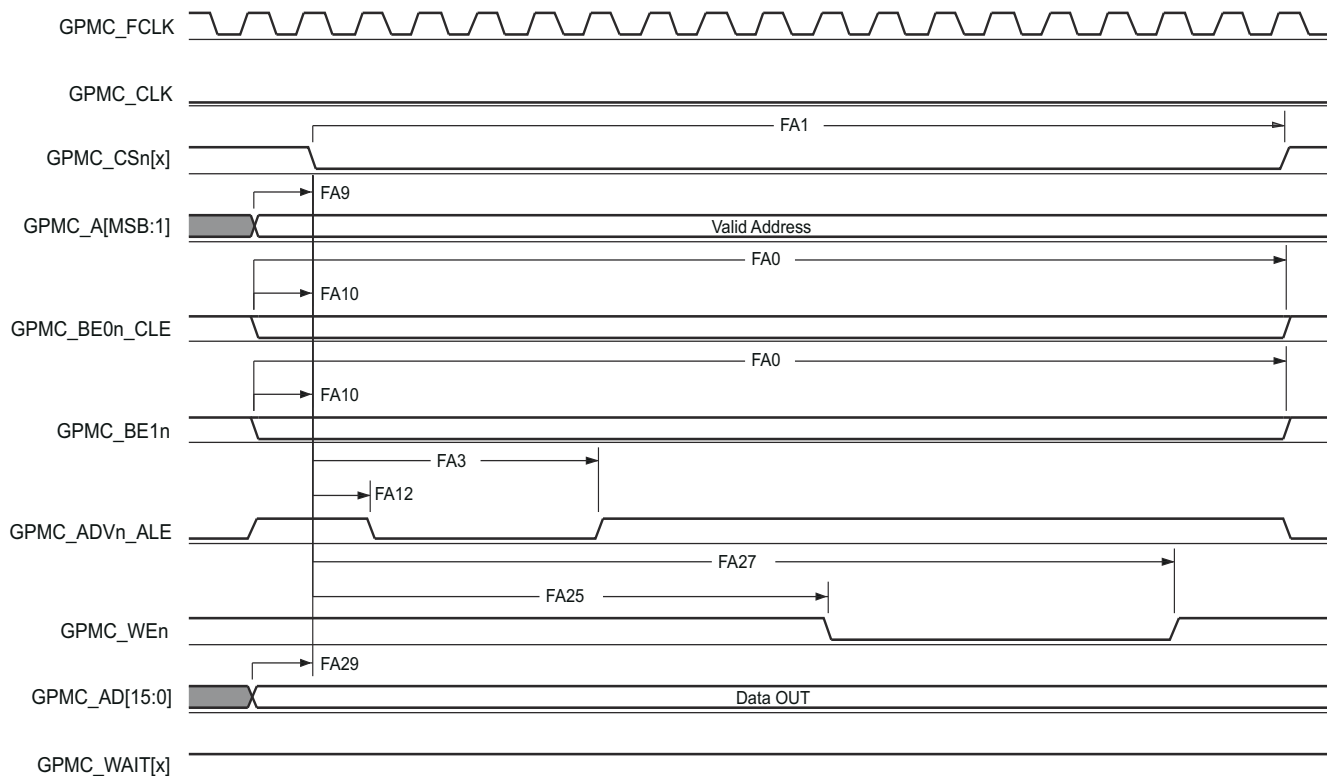 GPMC_FCLK
GPMC_CLK
FA1
GPMC_CSn[x]
FA9
GPMC_A[MSB:1]
Valid Address
FA0
FA10
GPMC_BE0n_CLE
FA0
FA10
GPMC_BE1n
FA3
FA12
GPMC_ADVn_ALE
FA27
FA25
GPMC_WEn
FA29
GPMC_AD[15:0]
Data OUT
GPMC_WAIT[x]